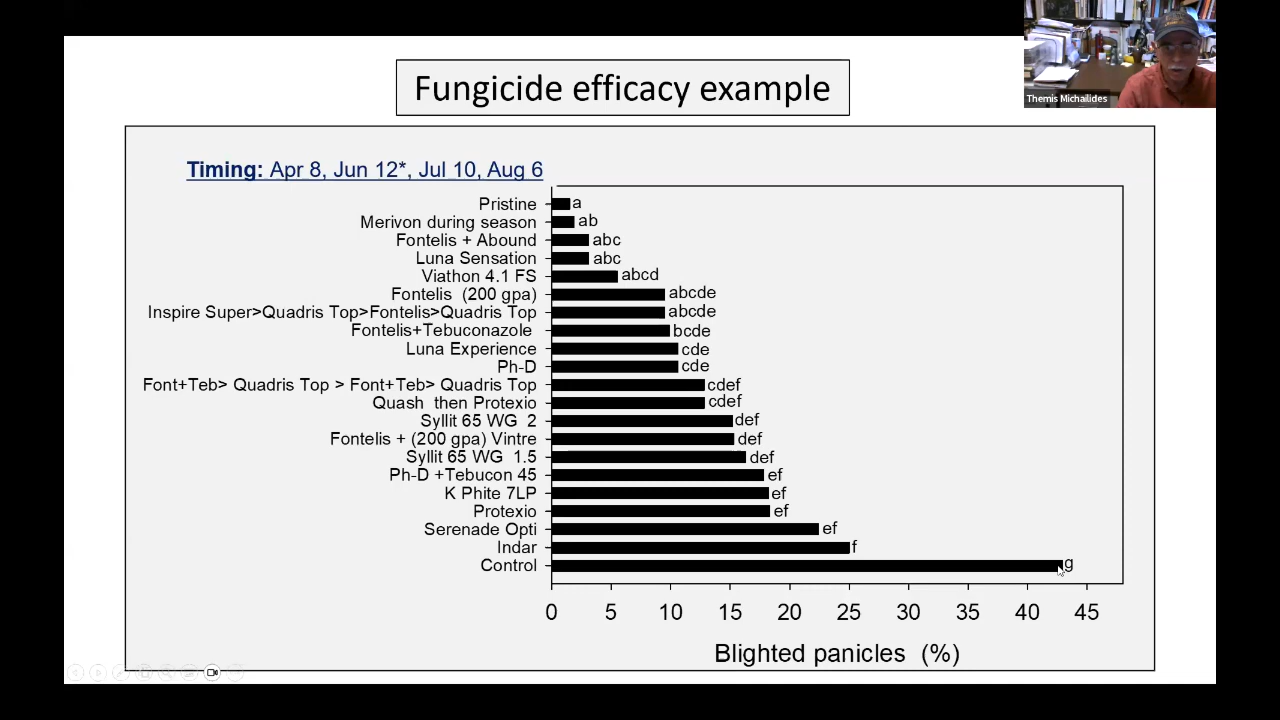 Themis Michailides
Fungicide efficacy example
Timing: Apr 8, Jun 12*, Jul 10, Aug 6
Pristine a
Merivon during season ab
Fontelis + Abound abc
Luna Sensation abc
Viathon 4.1 FS abcd
Fontelis (200 gpa) abcde
Inspire Super>Quadris Top>Fontelis>Quadris Top abcde
Fontelis+Tebuconazole bcde
Luna Experience cde
Ph-D cde
Font+Teb> Quadris Top > Font+Teb> Quadris Top cdef
Quash then Protexio cdef
Syllit 65 WG 2 def
Fontelis + (200 gpa) Vintre def
Syllit 65 WG 1.5 def
Ph-D +Tebucon 45 ef
K Phite 7LP ef
Protexio ef
Serenade Opti ef
Indar f
Control g
0 5 10 15 20 25 30 35 40 45
Blighted panicles (%)